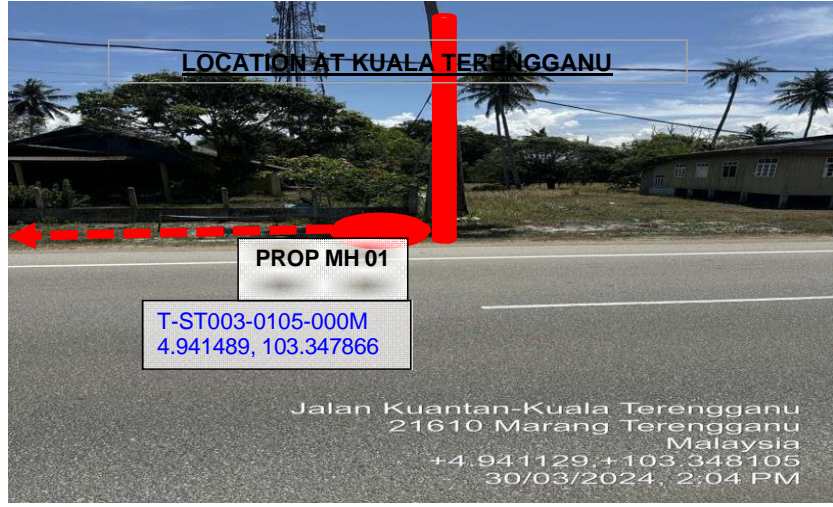 LOCATION AT KUALA TERENGGANU
PROP MH 01
T-ST003-0105-000M
4.941489, 103.347866
Jalan Kuantan-Kuala Terengganu
21610 Marang Terengganu
Malaysia
+4.941129,+103.348105
30/03/2024, 2:04 PM